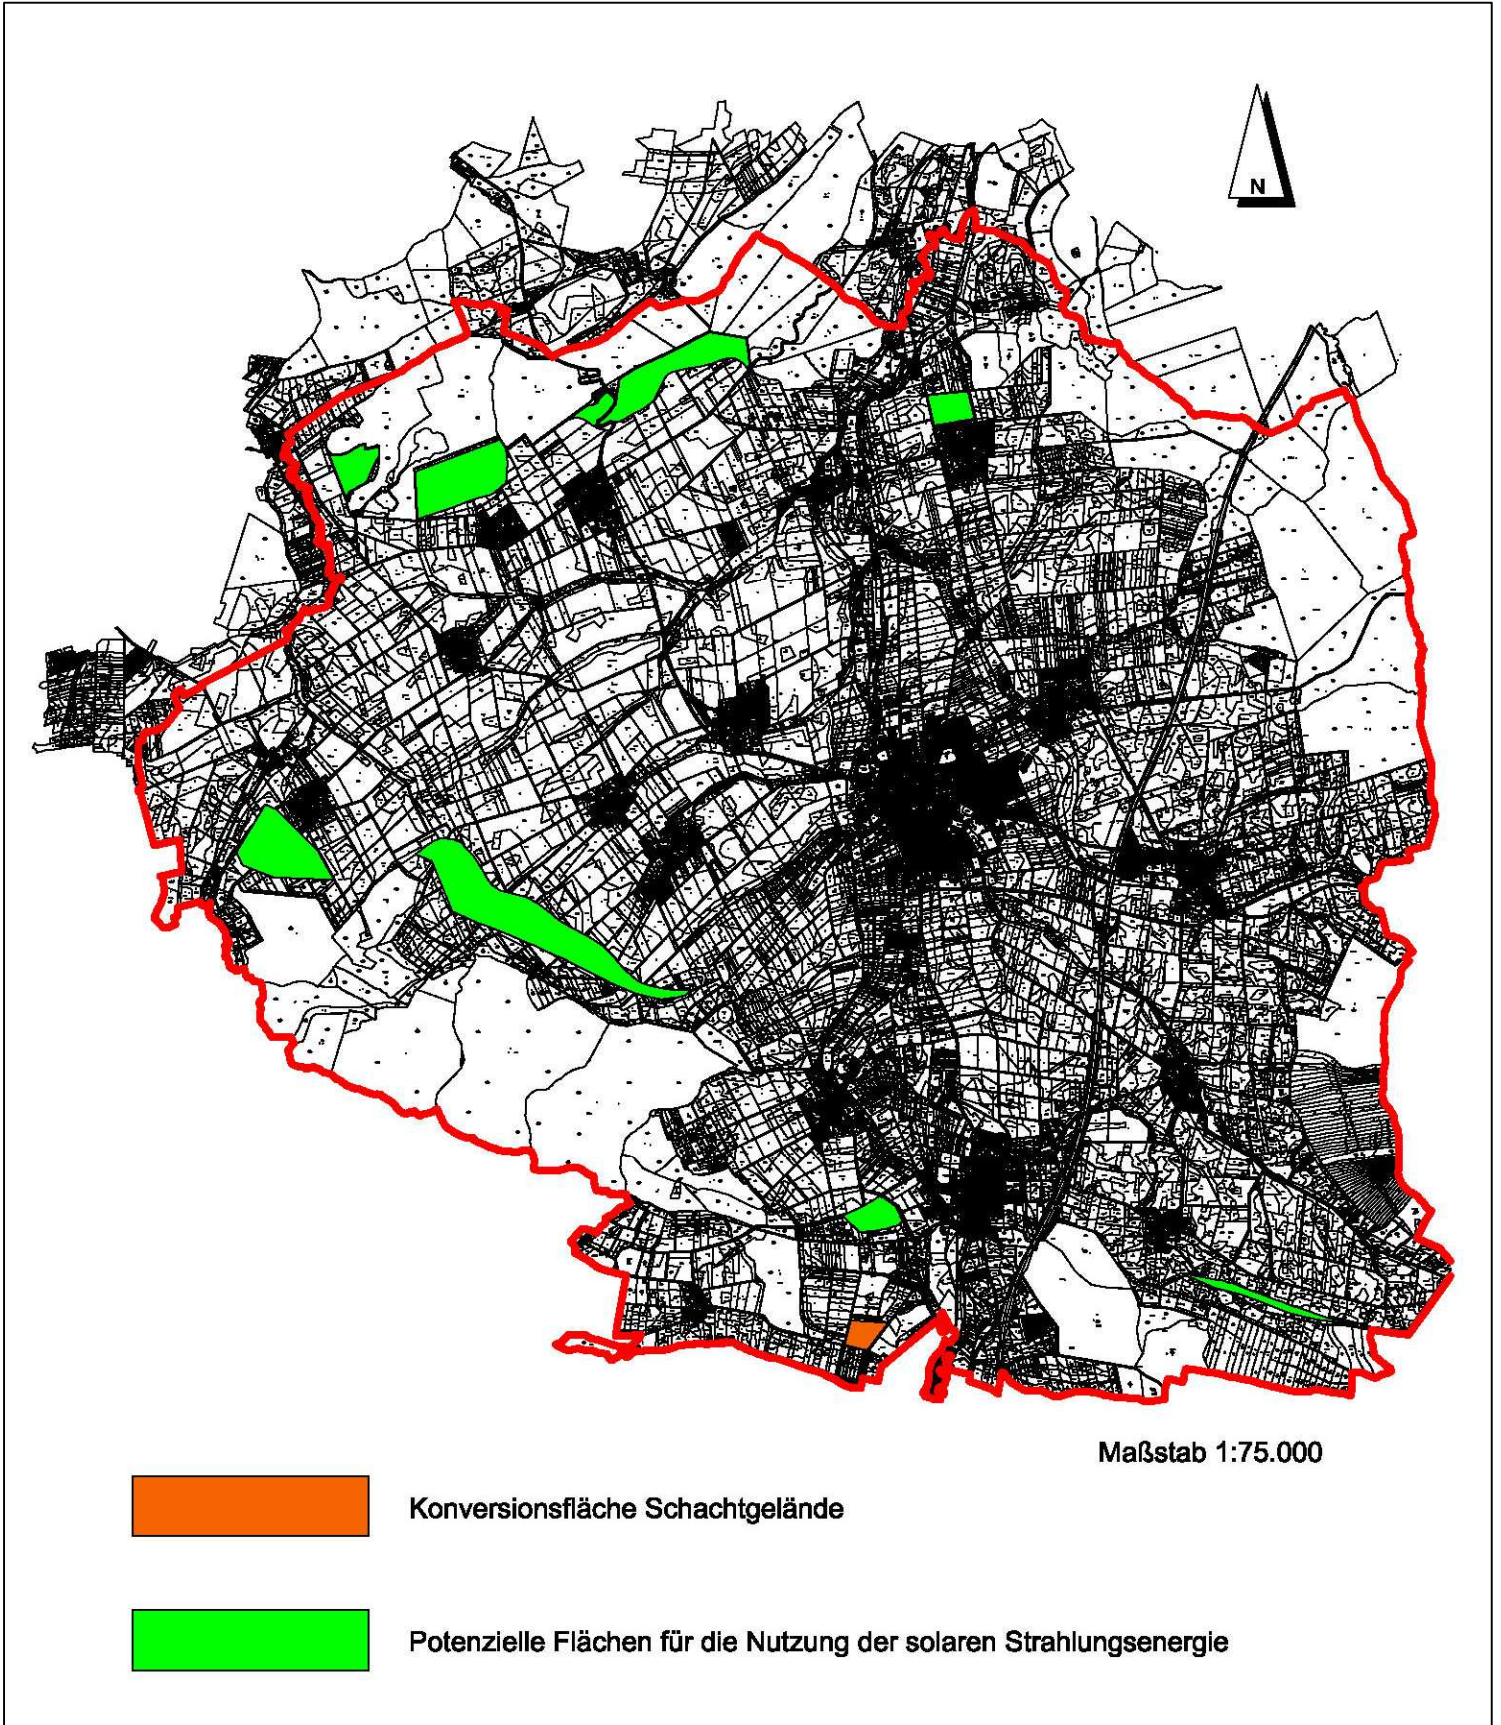 N
Maßstab 1:75.000
Konversionsfläche Schachtgelände
Potenzielle Flächen für die Nutzung der solaren Strahlungsenergie